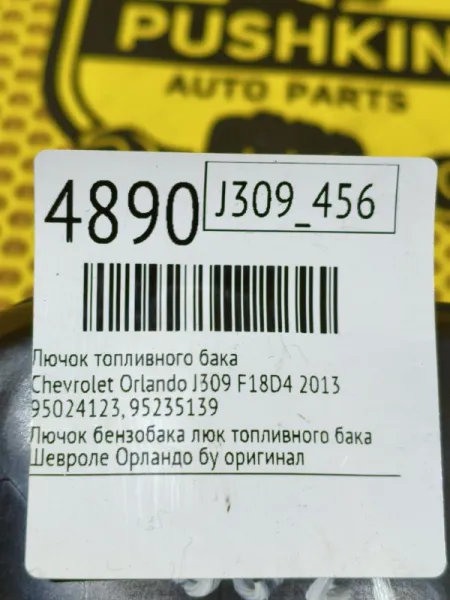 PUSHKIN
AUTO PARTS
4890
J309_456
Лючок топливного бака
Chevrolet Orlando J309 F18D4 2013
95024123, 95235139
Лючок бензобака люк топливного бака
Шевроле Орландо бу оригинал